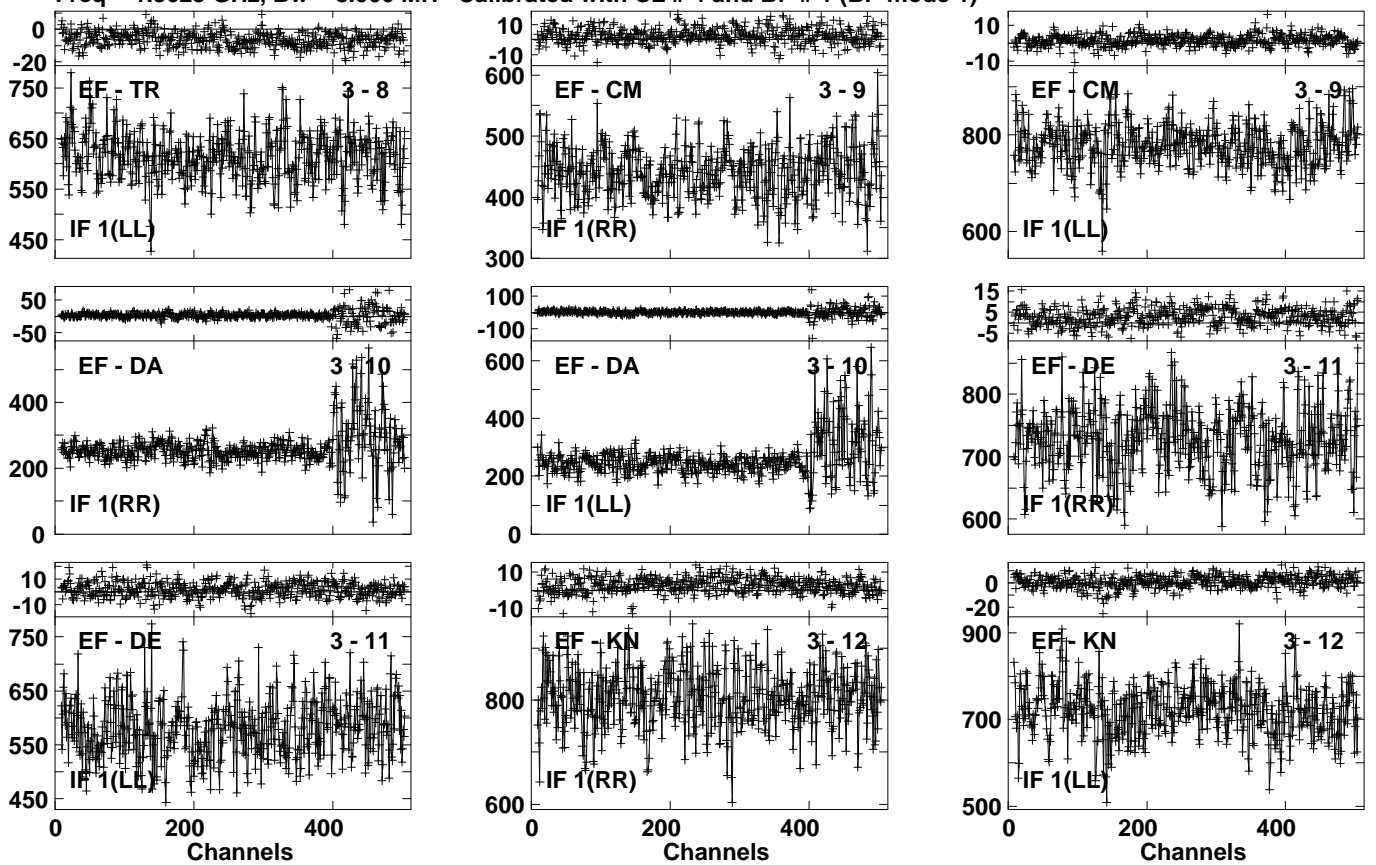 0
-20
750
650
550
450
EF - TR
3 - 8
IF 1(LL)
10
-10
600
500
400
300
EF - CM
3 - 9
IF 1(RR)
10
-10
800
600
EF - CM
3 - 9
IF 1(LL)
50
-50
400
200
0
EF - DA
3 - 10
IF 1(RR)
100
-100
600
400
200
0
EF - DA
3 - 10
IF 1(LL)
15
5
-5
800
700
600
EF - DE
3 - 11
IF 1(RR)
10
-10
750
650
550
450
EF - DE
3 - 11
IF 1(LL)
0 200 400
Channels
10
-10
800
600
EF - KN
3 - 12
IF 1(RR)
0 200 400
Channels
0
-20
900
700
500
EF - KN
3 - 12
IF 1(LL)
0 200 400
Channels